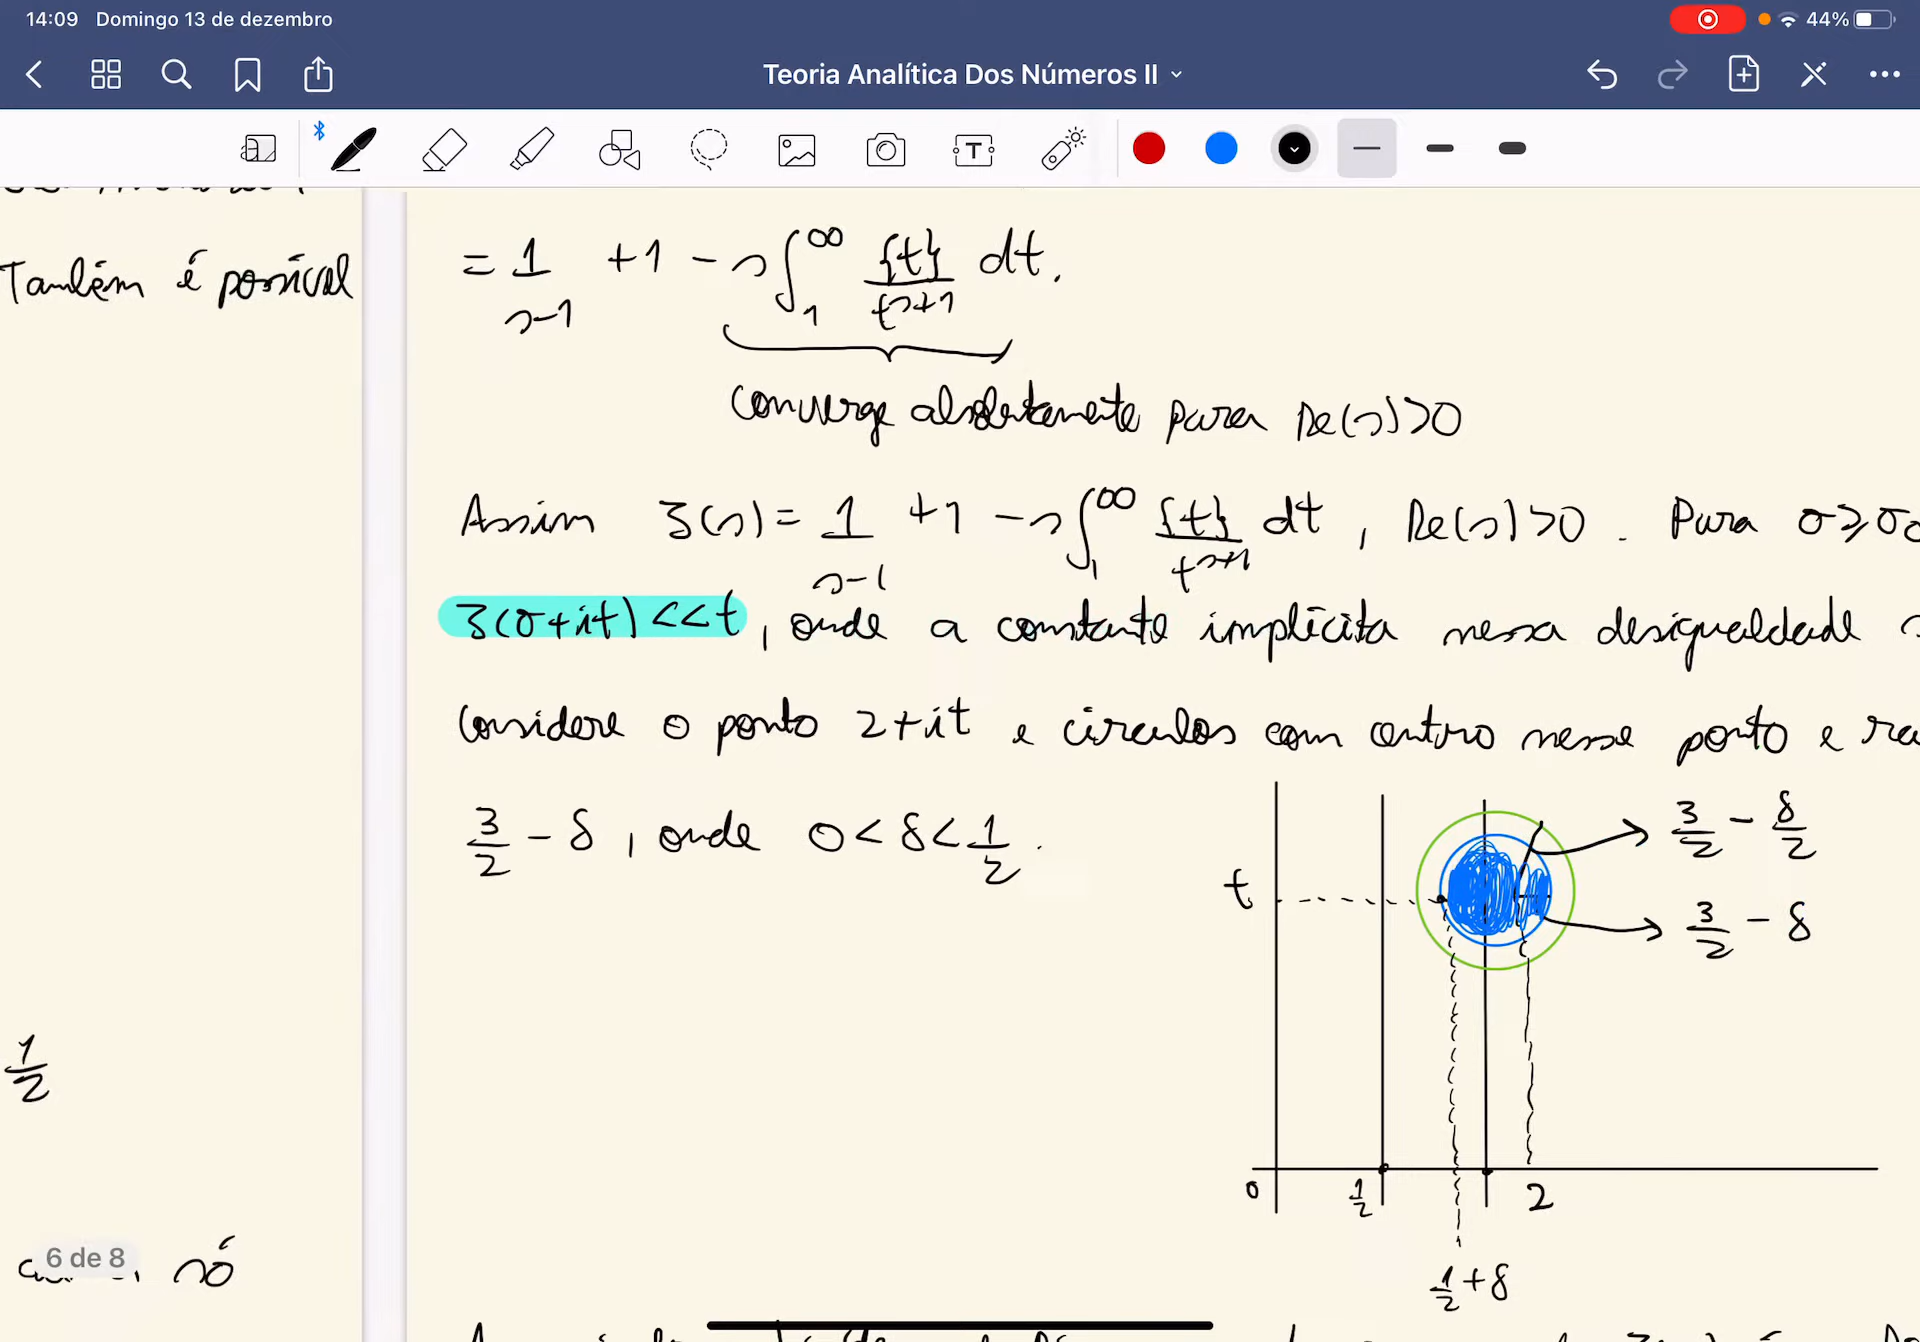 14:09 Domingo 13 de dezembro
44%
Teoria Analítica Dos Números II
Também é possível
1/2
6 de 8
só
= 1/(s-1) + 1 - s∫₁^∞ {t}/t^(s+1) dt.
converge absolutamente para Re(s)>0
Assim ζ(s) = 1/(s-1) + 1 - s∫₁^∞ {t}/t^(s+1) dt, Re(s)>0. Para σ≥σ₀
ζ(σ+it) << t, onde a constante implícita nessa desigualdade
considere o ponto 2+it e círculos com centro nesse ponto e
3/2 - δ, onde 0 < δ < 1/2.
3/2 - δ/2
t
3/2 - δ
0 1/2 2
1/2 + δ